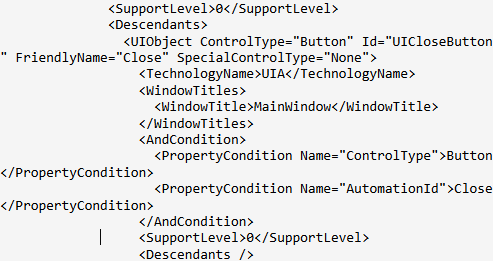 <SupportLevel>0</SupportLevel>
<Descendants>
<UIObject ControlType="Button" Id="UICloseButton
" FriendlyName="Close" SpecialControlType="None">
<TechnologyName>UIA</TechnologyName>
<WindowTitles>
<WindowTitle>MainWindow</WindowTitle>
</WindowTitles>
<AndCondition>
<PropertyCondition Name="ControlType">Button
</PropertyCondition>
<PropertyCondition Name="AutomationId">Close
</PropertyCondition>
</AndCondition>
<SupportLevel>0</SupportLevel>
<Descendants />